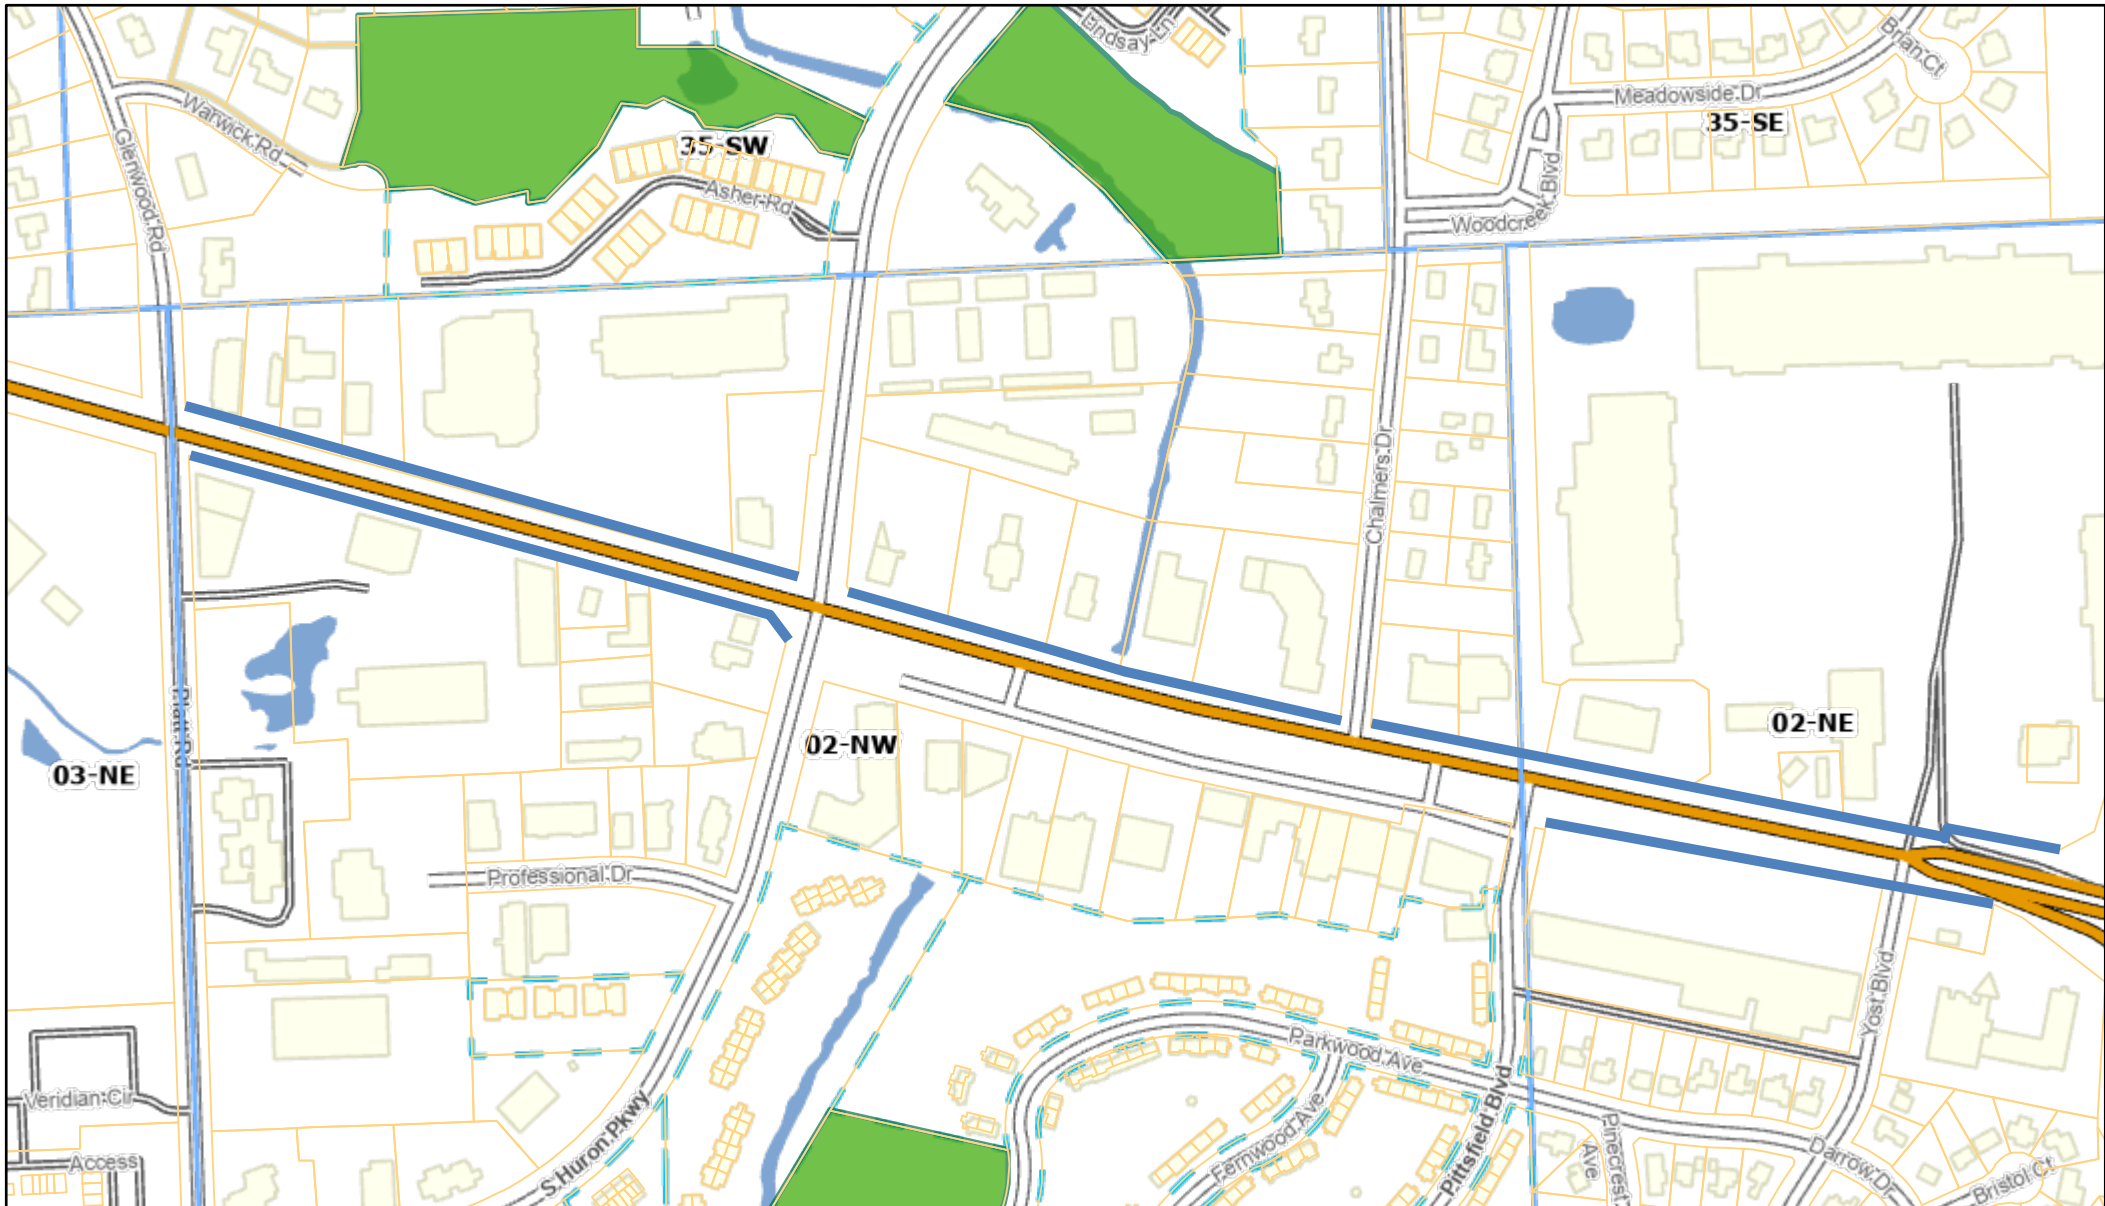 Lindsay Ln
Brian Ct
Meadowside Dr
35-SE
Warwick Rd
Glenwood Rd
35-SW
Asher Rd
Woodcreek Blvd
Chalmers Dr
Platt Rd
02-NW
02-NE
03-NE
Professional Dr
Yost Blvd
Parkwood Ave
Veridian Cir
Access
S Huron Pkwy
Fernwood Ave
Pittsfield Blvd
Pinecrest
Ave
Darrow Dr
Bristol Ct